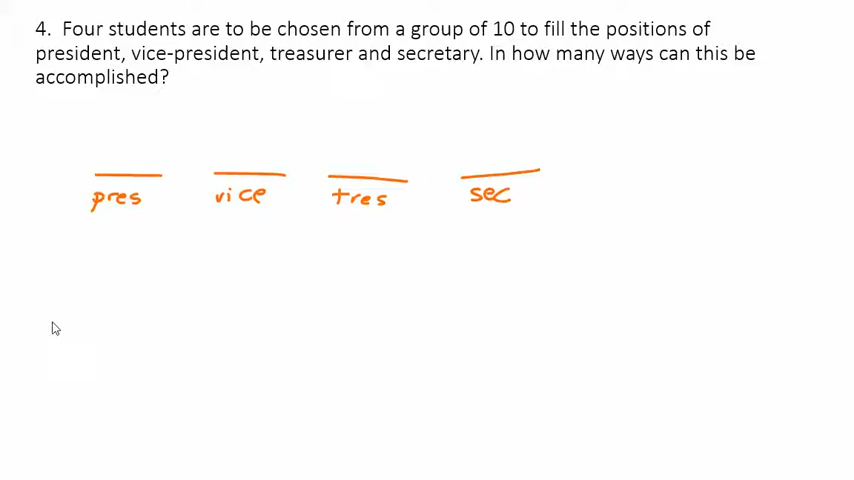 4. Four students are to be chosen from a group of 10 to fill the positions of
president, vice-president, treasurer and secretary. In how many ways can this be
accomplished?
pres vice tres sec